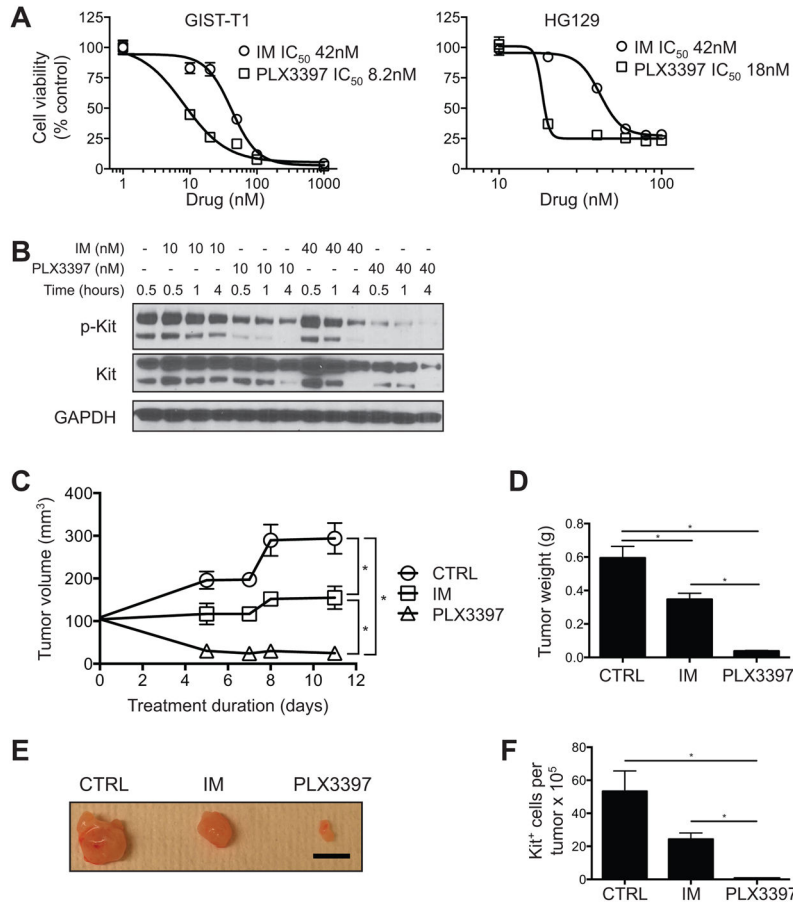 A
GIST-T1
HG129
Cell viability
(% control)
125
100
75
50
25
0
IM IC50 42nM
PLX3397 IC50 8.2nM
1 10 100 1000
Drug (nM)
125
100
75
50
25
0
IM IC50 42nM
PLX3397 IC50 18nM
10 100
Drug (nM)
B
IM (nM) - 10 10 10 - - - 40 40 40 - - -
PLX3397 (nM) - - - - 10 10 10 - - - 40 40 40
Time (hours) 0.5 0.5 1 4 0.5 1 4 0.5 1 4 0.5 1 4
p-Kit
Kit
GAPDH
C
Tumor volume (mm³)
400
300
200
100
0
0 2 4 6 8 10 12
Treatment duration (days)
* * *
CTRL
IM
PLX3397
D
Tumor weight (g)
0.8
0.6
0.4
0.2
0.0
* * *
CTRL IM PLX3397
E
CTRL IM PLX3397
F
Kit⁺ cells per
tumor x 10⁵
80
60
40
20
0
* *
CTRL IM PLX3397